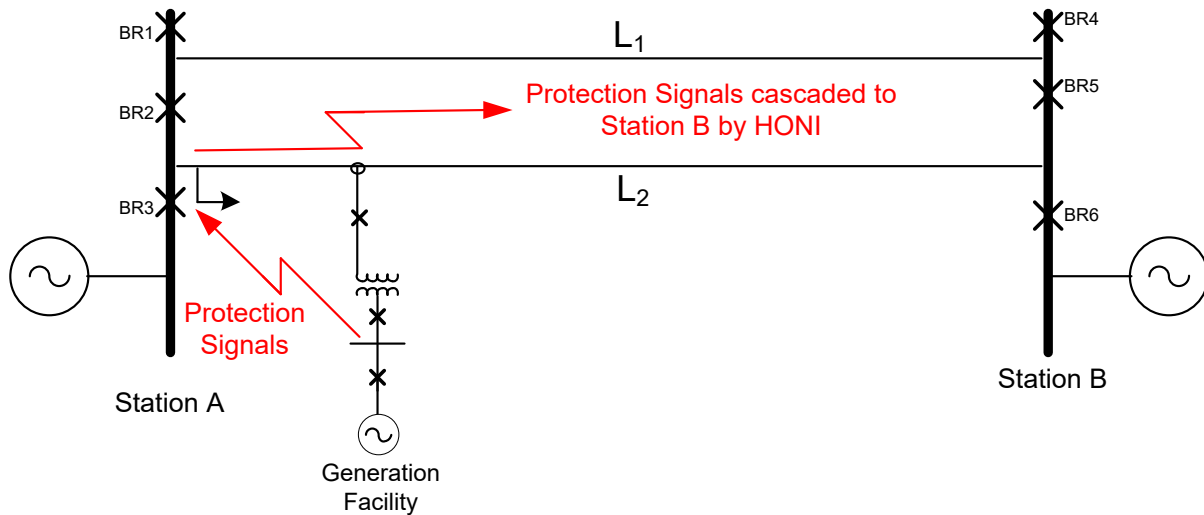 BR1
L₁
BR4
BR2
Protection Signals cascaded to
Station B by HONI
BR5
BR3
L₂
BR6
Protection
Signals
Station A
Station B
Generation
Facility